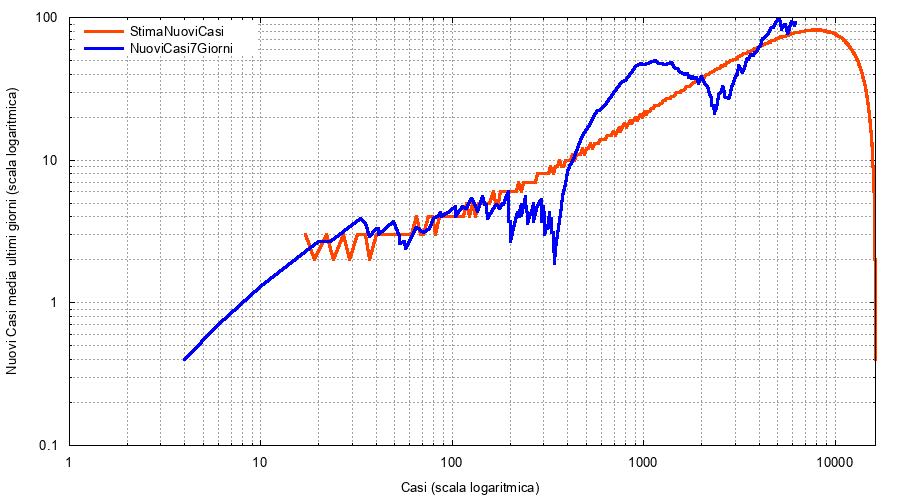 100
StimaNuoviCasi
NuoviCasi7Giorni
10
1
0.1
Nuovi Casi media ultimi giorni (scala logaritmica)
1
10
100
1000
10000
Casi (scala logaritmica)